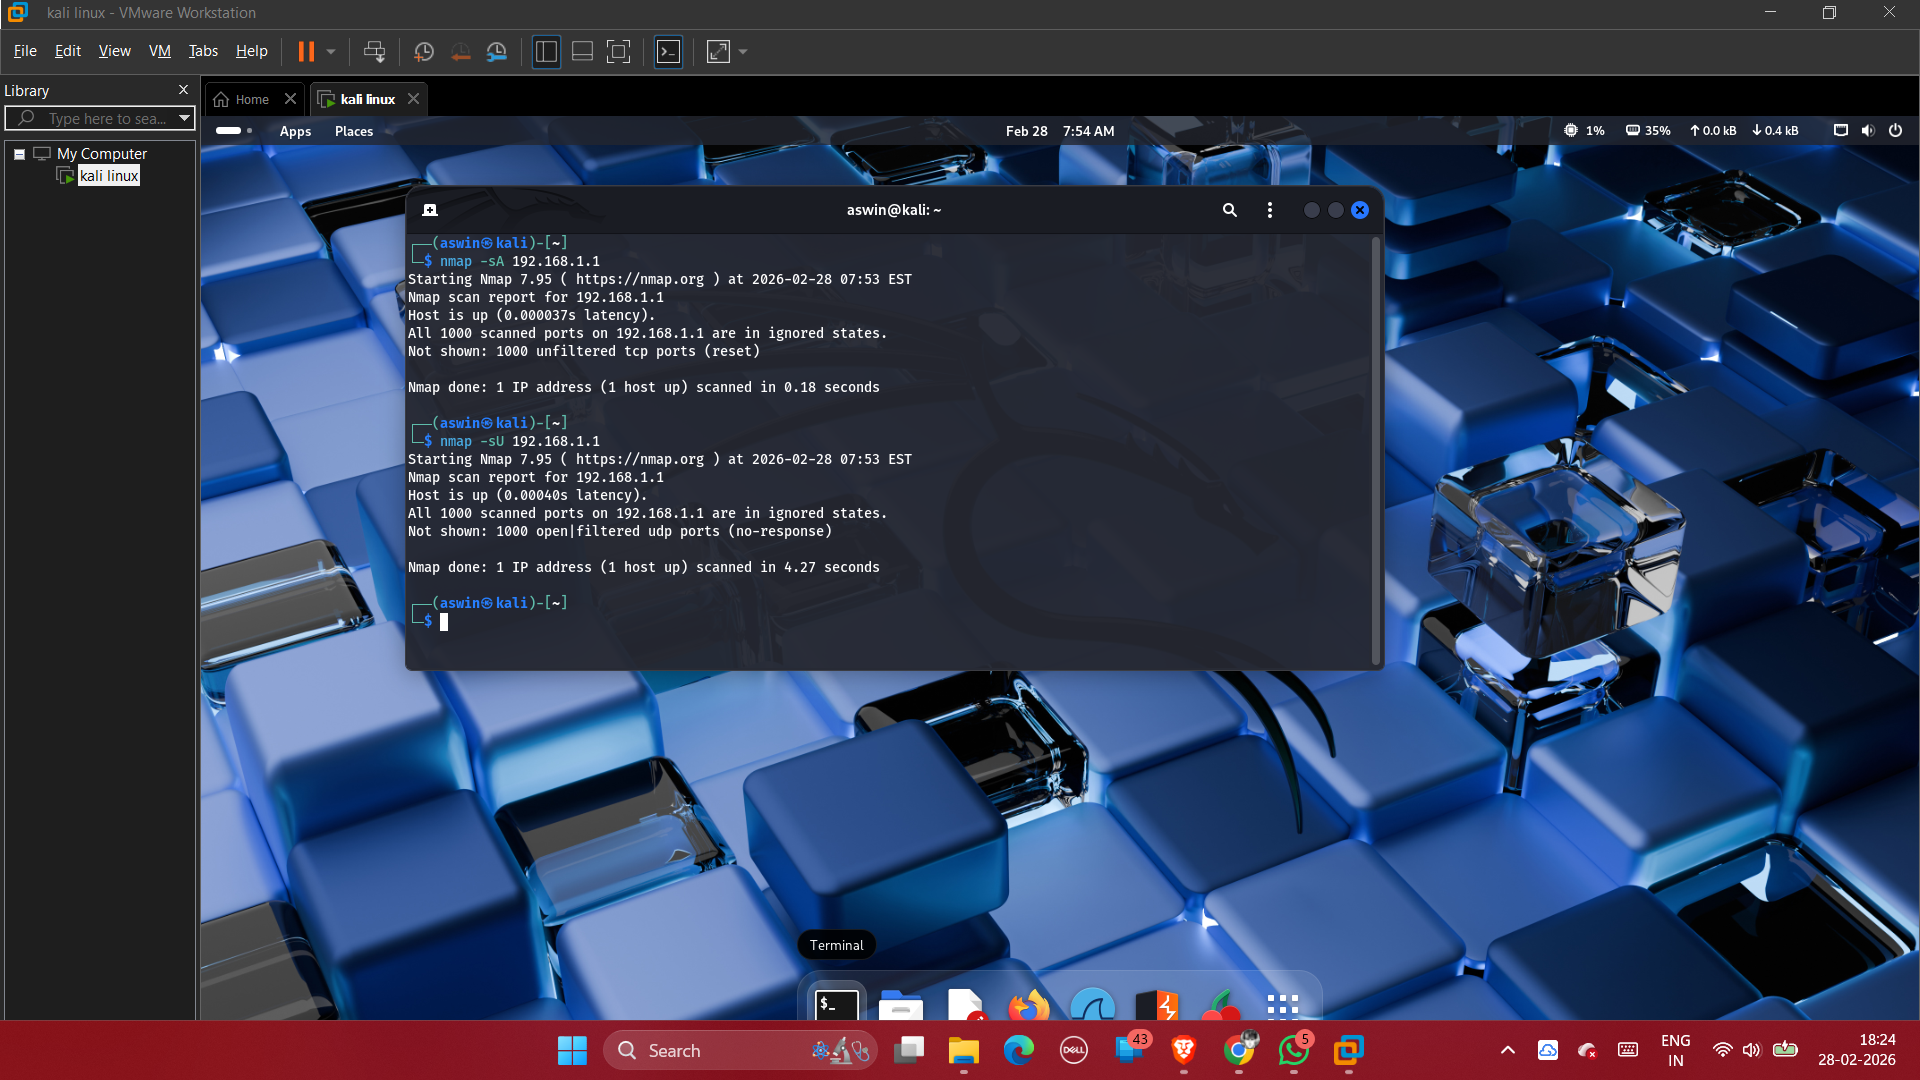 kali linux - VMware Workstation
File Edit View VM Tabs Help
Library
Type here to sea...
My Computer
kali linux
Home
kali linux
Apps Places
Feb 28 7:54 AM
1% 35% 0.0 kB 0.4 kB
aswin@kali: ~
(aswin㉿kali)-[~]
$ nmap -sA 192.168.1.1
Starting Nmap 7.95 ( https://nmap.org ) at 2026-02-28 07:53 EST
Nmap scan report for 192.168.1.1
Host is up (0.000037s latency).
All 1000 scanned ports on 192.168.1.1 are in ignored states.
Not shown: 1000 unfiltered tcp ports (reset)
Nmap done: 1 IP address (1 host up) scanned in 0.18 seconds
(aswin㉿kali)-[~]
$ nmap -sU 192.168.1.1
Starting Nmap 7.95 ( https://nmap.org ) at 2026-02-28 07:53 EST
Nmap scan report for 192.168.1.1
Host is up (0.00040s latency).
All 1000 scanned ports on 192.168.1.1 are in ignored states.
Not shown: 1000 open|filtered udp ports (no-response)
Nmap done: 1 IP address (1 host up) scanned in 4.27 seconds
(aswin㉿kali)-[~]
$
Terminal
$_
Search
DELL
43
5
ENG
IN
18:24
28-02-2026